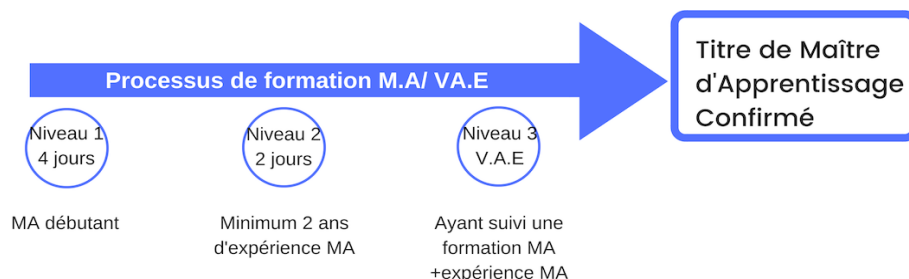 Titre de Maître
d'Apprentissage
Confirmé
Processus de formation M.A/ VA.E
Niveau 1
4 jours
Niveau 2
2 jours
Niveau 3
V.A.E
MA débutant
Minimum 2 ans
d'expérience MA
Ayant suivi une
formation MA
+expérience MA